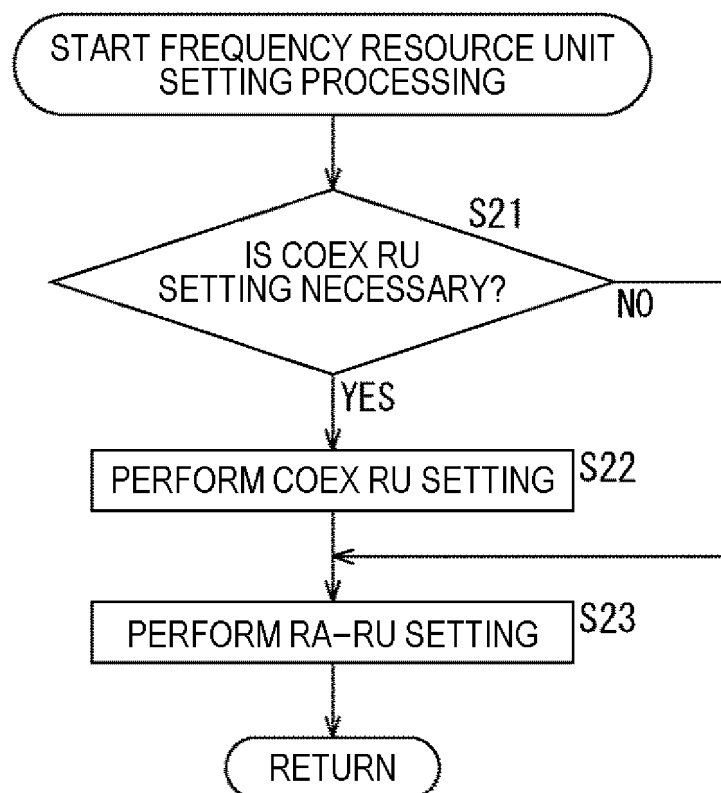 START FREQUENCY RESOURCE UNIT
SETTING PROCESSING
S21
IS COEX RU
SETTING NECESSARY?
NO
YES
PERFORM COEX RU SETTING
S22
PERFORM RA-RU SETTING
S23
RETURN